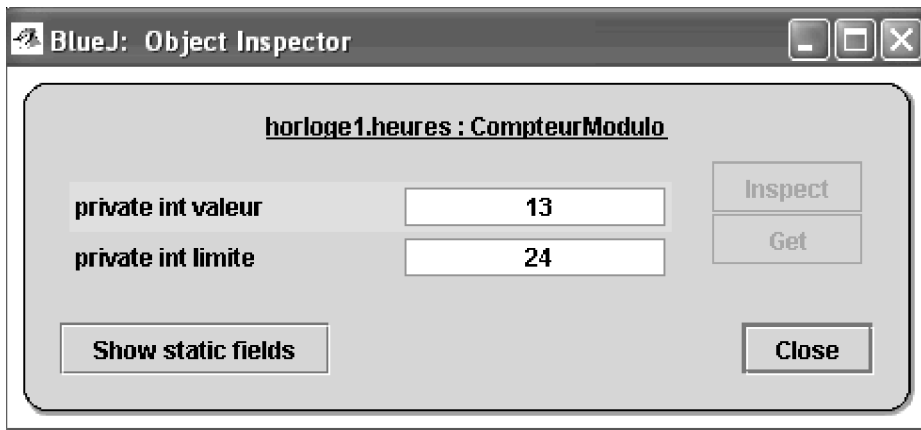 BlueJ: Object Inspector
horloge1.heures : CompteurModulo
private int valeur 13
Inspect
private int limite 24
Get
Show static fields
Close